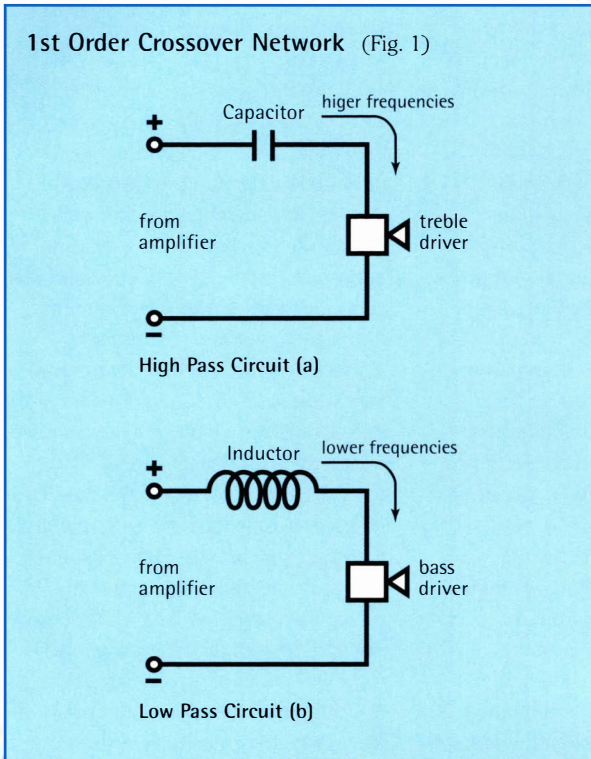 1st Order Crossover Network (Fig. 1)
Capacitor
higer frequencies
+
from
amplifier
treble
driver
–
High Pass Circuit (a)
Inductor
lower frequencies
+
from
amplifier
bass
driver
–
Low Pass Circuit (b)